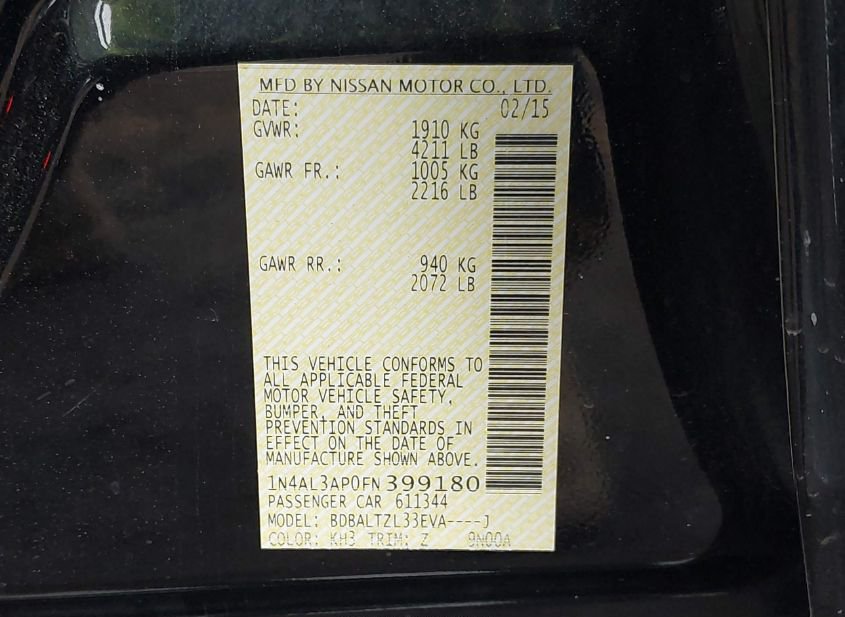 MFD BY NISSAN MOTOR CO., LTD.
DATE: 02/15
GVWR: 1910 KG
4211 LB
GAWR FR.: 1005 KG
2216 LB
GAWR RR.: 940 KG
2072 LB
THIS VEHICLE CONFORMS TO
ALL APPLICABLE FEDERAL
MOTOR VEHICLE SAFETY,
BUMPER, AND THEFT
PREVENTION STANDARDS IN
EFFECT ON THE DATE OF
MANUFACTURE SHOWN ABOVE.
1N4AL3AP0FN399180
PASSENGER CAR 611344
MODEL: BDBALTZL33EVA----J
COLOR: KH3 TRIM: Z 9N00A